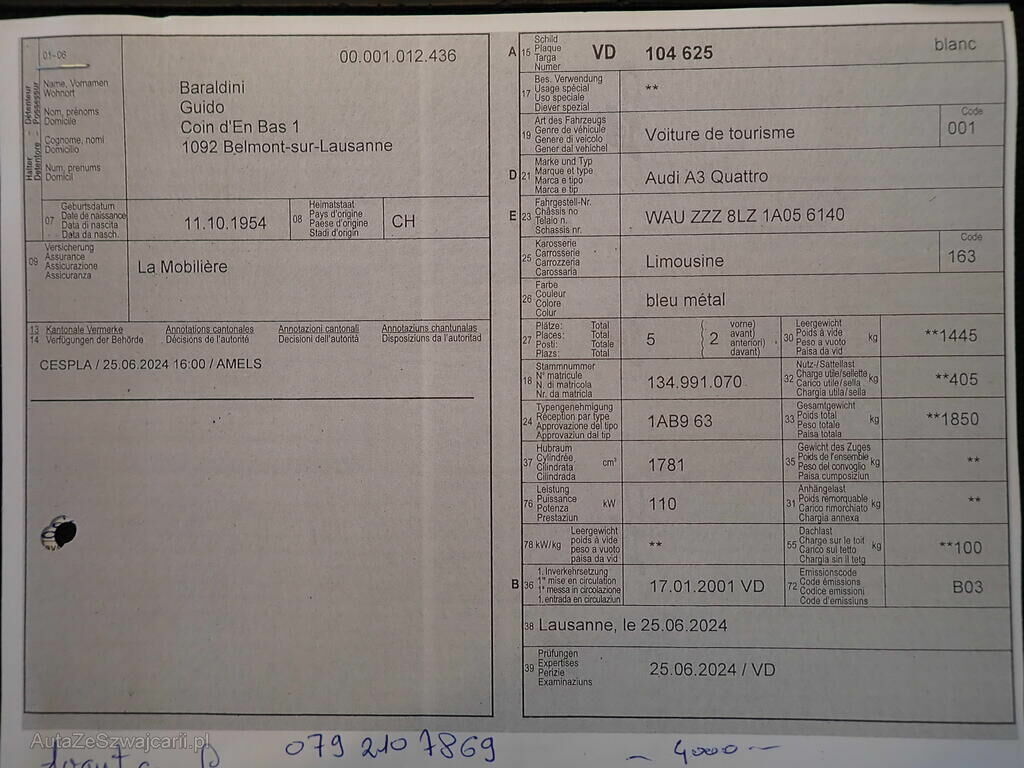 01-06
00.001.012.436
Halter - Détenteur
Detentore - Possessur
Name, Vornamen
Wohnort
Nom, prénoms
Domicile
Cognome, nomi
Domicilio
Num, prenums
Domicil
Baraldini
Guido
Coin d'En Bas 1
1092 Belmont-sur-Lausanne
07 Geburtsdatum
Date de naissance
Data di nascita
Data da nasch.
11.10.1954
08 Heimatstaat
Pays d'origine
Paese d'origine
Stadi d'origin
CH
09 Versicherung
Assurance
Assicurazione
Assicuranza
La Mobilière
13 Kantonale Vermerke Annotations cantonales Annotazioni cantonali Annotaziuns chantunalas
14 Verfügungen der Behörde Décisions de l'autorité Decisioni dell'autorità Disposiziuns da l'autoritad
CESPLA / 25.06.2024 16:00 / AMELS
A 15 Schild
Plaque
Targa
Numer
VD 104 625 blanc
17 Bes. Verwendung
Usage spécial
Uso speciale
Diever spezial
**
19 Art des Fahrzeugs
Genre de véhicule
Genere di veicolo
Gener dal vehichel
Voiture de tourisme
Code
001
D 21 Marke und Typ
Marque et type
Marca e tipo
Marca e tip
Audi A3 Quattro
E 23 Fahrgestell-Nr.
Châssis no
Telaio n.
Schassis nr.
WAU ZZZ 8LZ 1A05 6140
25 Karosserie
Carrosserie
Carrozzeria
Carossaria
Limousine
Code
163
26 Farbe
Couleur
Colore
Colur
bleu métal
27 Plätze: Total
Places: Total
Posti: Totale
Plazs: Total
5
2
vorne)
avant)
anteriori)
davant)
30 Leergewicht
Poids à vide
Peso a vuoto
Paisa da vid
kg
**1445
18 Stammnummer
N° matricule
N. di matricola
Nr. da matricla
134.991.070
32 Nutz-/Sattellast
Charge utile/sellette
Carico utile/sella
Chargia utila/sella
kg
**405
24 Typengenehmigung
Réception par type
Approvazione del tipo
Approvaziun dal tip
1AB9 63
33 Gesamtgewicht
Poids total
Peso totale
Paisa totala
kg
**1850
37 Hubraum
Cylindrée
Cilindrata
Cilindrada
cm³
1781
35 Gewicht des Zuges
Poids de l'ensemble
Peso del convoglio
Paisa cumposiziun
kg
**
76 Leistung
Puissance
Potenza
Prestaziun
kW
110
31 Anhängelast
Poids remorquable
Carico rimorchiato
Chargia annexa
kg
**
78 kW/kg
Leergewicht
poids à vide
peso a vuoto
paisa da vid
**
55 Dachlast
Charge sur le toit
Carico sul tetto
Chargia sin il tetg
kg
**100
B 36 1. Inverkehrsetzung
1re mise en circulation
1a messa in circolazione
1. entrada en circulaziun
17.01.2001 VD
72 Emissionscode
Code émissions
Codice emissioni
Code d'emissiuns
B03
38 Lausanne, le 25.06.2024
39 Prüfungen
Expertises
Perizie
Examinaziuns
25.06.2024 / VD
AutaZeSzwajcarii.pl
079 210 7869
- 4000 -